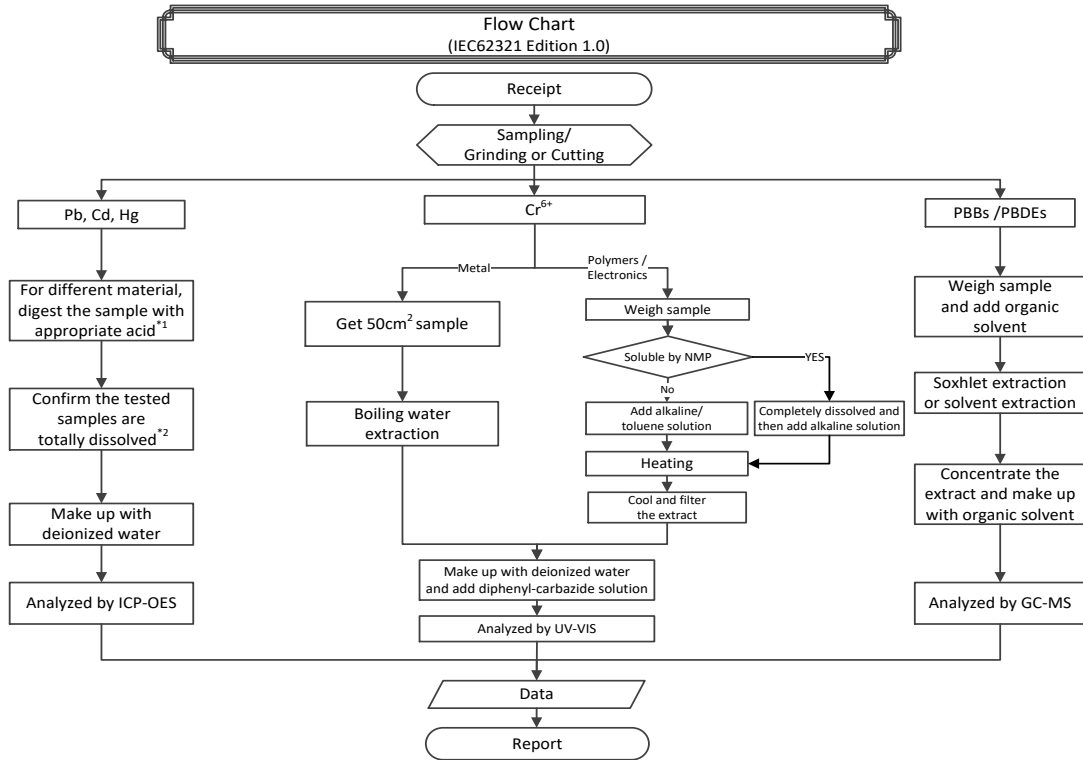 Flow Chart
(IEC62321 Edition 1.0)
Receipt
Sampling/
Grinding or Cutting
Pb, Cd, Hg
For different material,
digest the sample with
appropriate acid*1
Confirm the tested
samples are
totally dissolved*2
Make up with
deionized water
Analyzed by ICP-OES
Cr6+
Metal
Get 50cm2 sample
Boiling water
extraction
Polymers /
Electronics
Weigh sample
Soluble by NMP
YES
No
Add alkaline/
toluene solution
Completely dissolved and
then add alkaline solution
Heating
Cool and filter
the extract
Make up with deionized water
and add diphenyl-carbazide solution
Analyzed by UV-VIS
PBBs /PBDEs
Weigh sample
and add organic
solvent
Soxhlet extraction
or solvent extraction
Concentrate the
extract and make up
with organic solvent
Analyzed by GC-MS
Data
Report